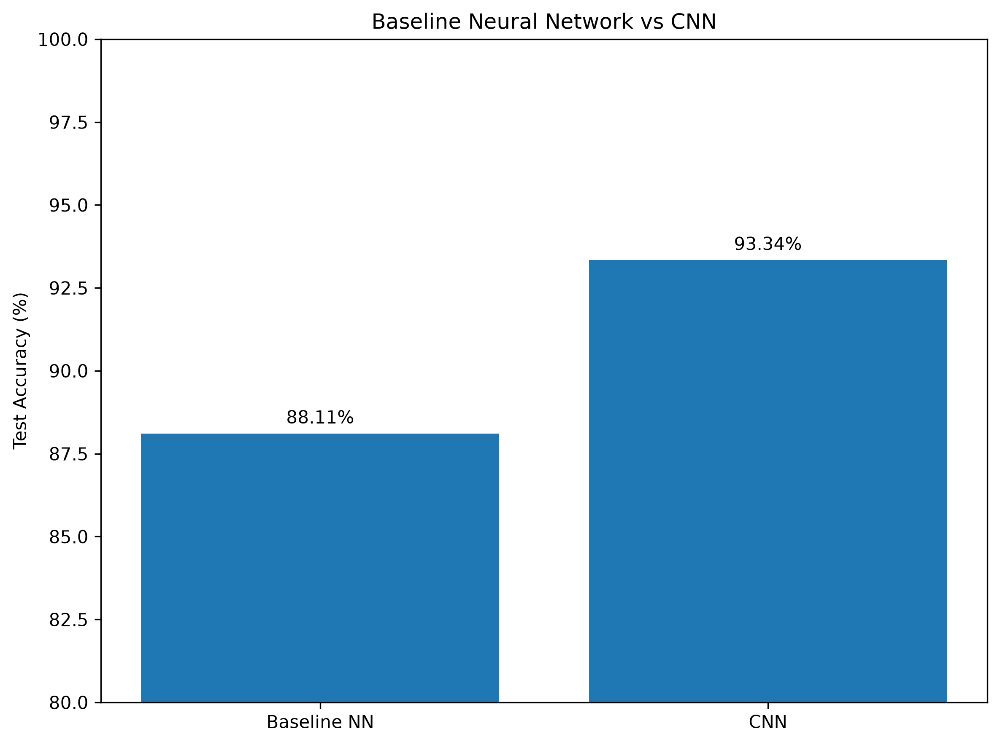 Baseline Neural Network vs CNN
100.0
97.5
95.0
92.5
90.0
87.5
85.0
82.5
80.0
Test Accuracy (%)
88.11%
93.34%
Baseline NN
CNN